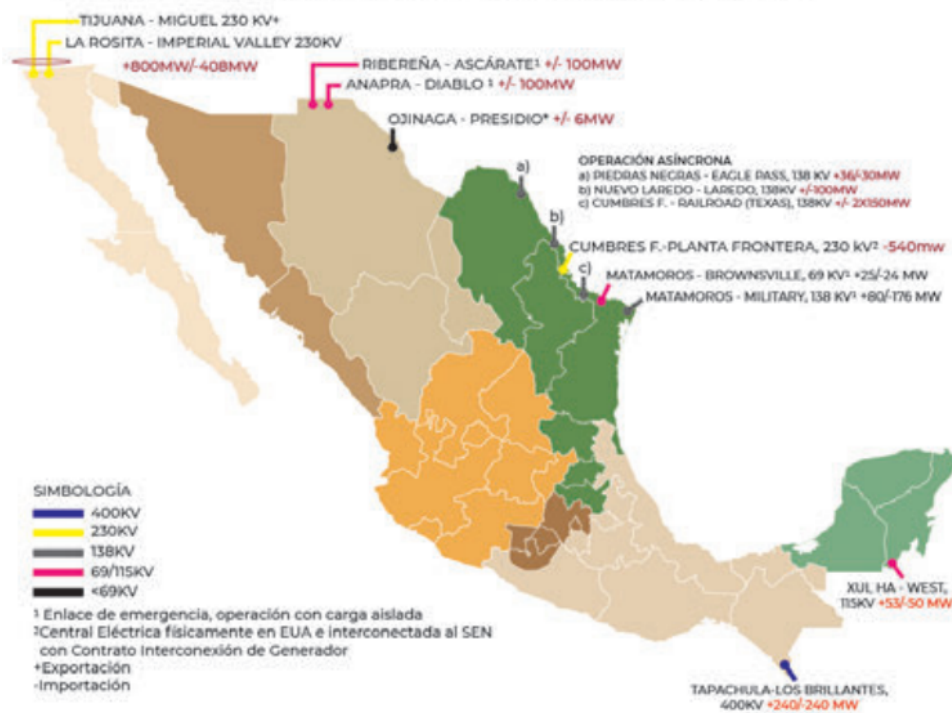 TIJUANA - MIGUEL 230 KV+
LA ROSITA - IMPERIAL VALLEY 230KV
+800MW/-408MW
RIBEREÑA - ASCÁRATE¹ +/- 100MW
ANAPRA - DIABLO ¹ +/- 100MW
OJINAGA - PRESIDIO* +/- 6MW
OPERACIÓN ASÍNCRONA
a) PIEDRAS NEGRAS - EAGLE PASS, 138 KV +36/-30MW
b) NUEVO LAREDO - LAREDO, 138KV +/-100MW
c) CUMBRES F. - RAILROAD (TEXAS), 138KV +/- 2X150MW
a)
b)
c)
CUMBRES F.-PLANTA FRONTERA, 230 kV² -540mw
MATAMOROS - BROWNSVILLE, 69 KV¹ +25/-24 MW
MATAMOROS - MILITARY, 138 KV¹ +80/-176 MW
SIMBOLOGÍA
400KV
230KV
138KV
69/115KV
<69KV
¹ Enlace de emergencia, operación con carga aislada
²Central Eléctrica físicamente en EUA e interconectada al SEN
con Contrato Interconexión de Generador
+Exportación
-Importación
XUL HA - WEST,
115KV +53/-50 MW
TAPACHULA-LOS BRILLANTES,
400KV +240/-240 MW